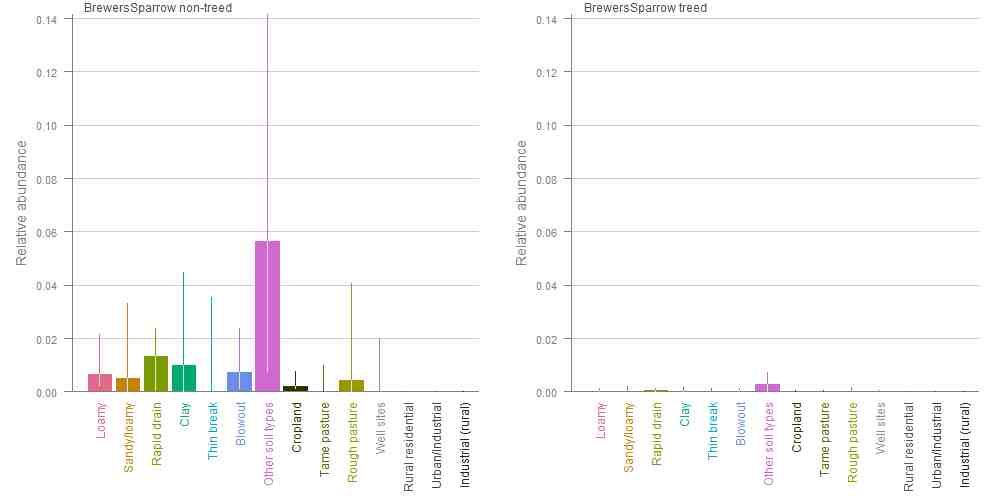 BrewersSparrow non-treed
0.14
0.12
0.10
0.08
0.06
0.04
0.02
0.00
Relative abundance
Loamy
Sandy/loamy
Rapid drain
Clay
Thin break
Blowout
Other soil types
Cropland
Tame pasture
Rough pasture
Well sites
Rural residential
Urban/Industrial
Industrial (rural)
BrewersSparrow treed
0.14
0.12
0.10
0.08
0.06
0.04
0.02
0.00
Relative abundance
Loamy
Sandy/loamy
Rapid drain
Clay
Thin break
Blowout
Other soil types
Cropland
Tame pasture
Rough pasture
Well sites
Rural residential
Urban/Industrial
Industrial (rural)